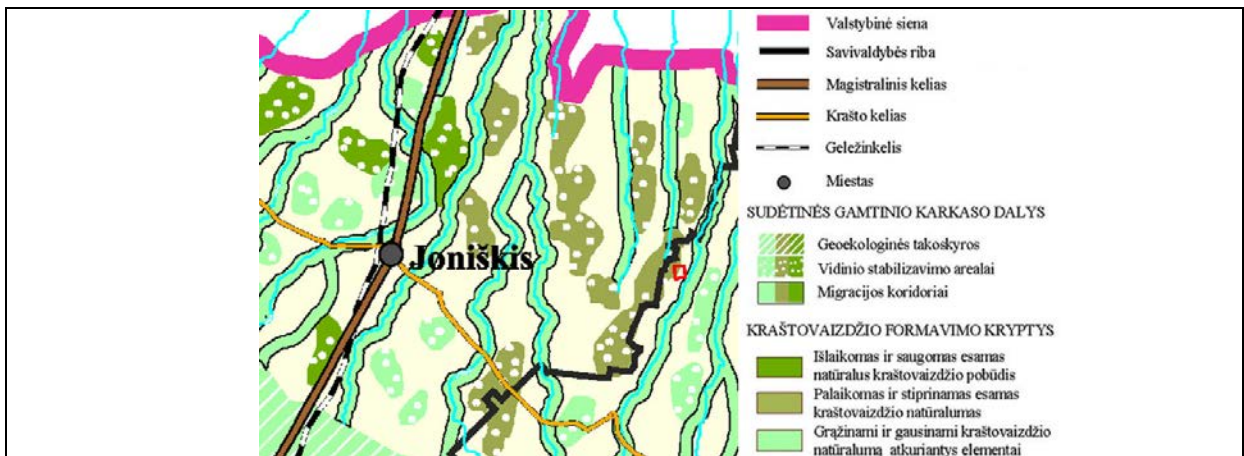 Joniškis
Valstybinė siena
Savivaldybės riba
Magistralinis kelias
Krašto kelias
Geležinkelis
Miestas
SUDĖTINĖS GAMTINIO KARKASO DALYS
Geoekologinės takoskyros
Vidinio stabilizavimo arealai
Migracijos koridoriai
KRAŠTOVAIZDŽIO FORMAVIMO KRYPTYS
Išlaikomas ir saugomas esamas
natūralus kraštovaizdžio pobūdis
Palaikomas ir stiprinamas esamas
kraštovaizdžio natūralumas
Grąžinami ir gausinami kraštovaizdžio
natūralumą atkuriantys elementai